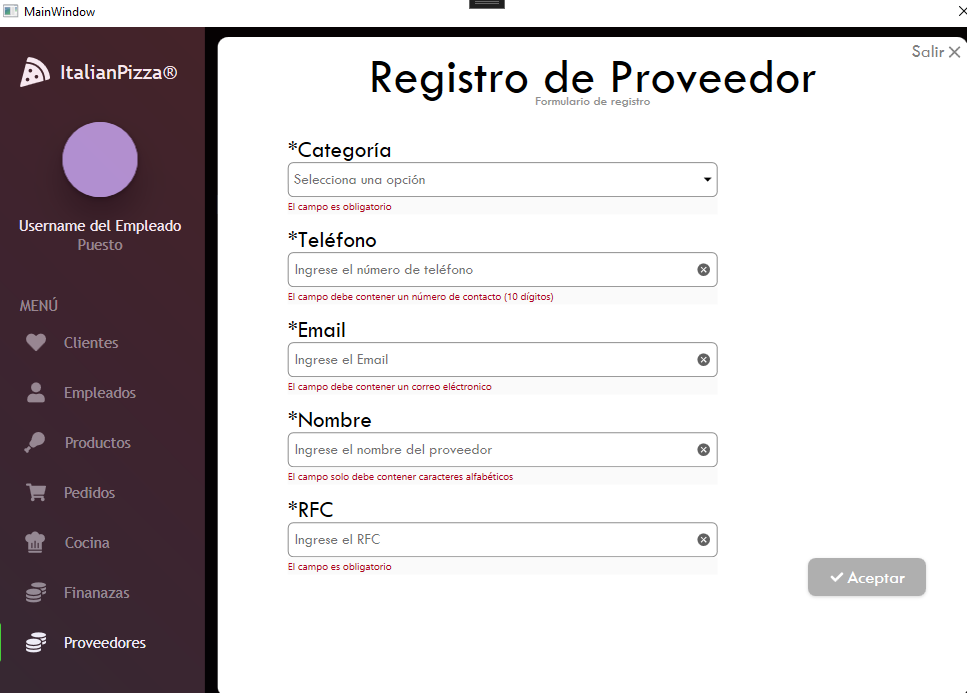 MainWindow
ItalianPizza®
Username del Empleado
Puesto
MENÚ
Clientes
Empleados
Productos
Pedidos
Cocina
Finanazas
Proveedores
Salir
Registro de Proveedor
Formulario de registro
*Categoría
Selecciona una opción
El campo es obligatorio
*Teléfono
Ingrese el número de teléfono
El campo debe contener un número de contacto (10 dígitos)
*Email
Ingrese el Email
El campo debe contener un correo eléctronico
*Nombre
Ingrese el nombre del proveedor
El campo solo debe contener caracteres alfabéticos
*RFC
Ingrese el RFC
El campo es obligatorio
Aceptar